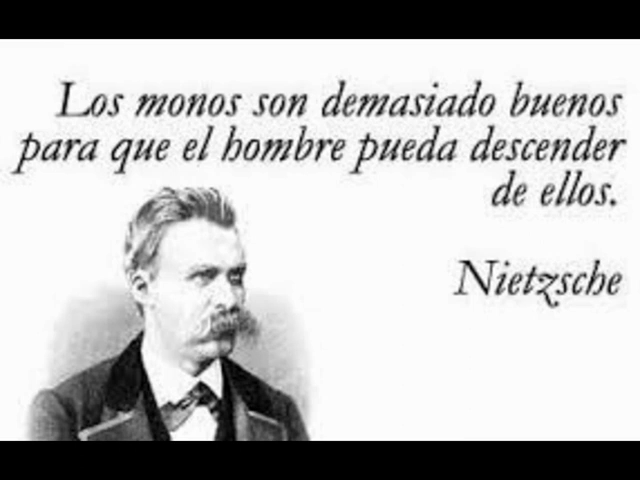 Los monos son demasiado buenos
para que el hombre pueda descender
de ellos.
Nietzsche